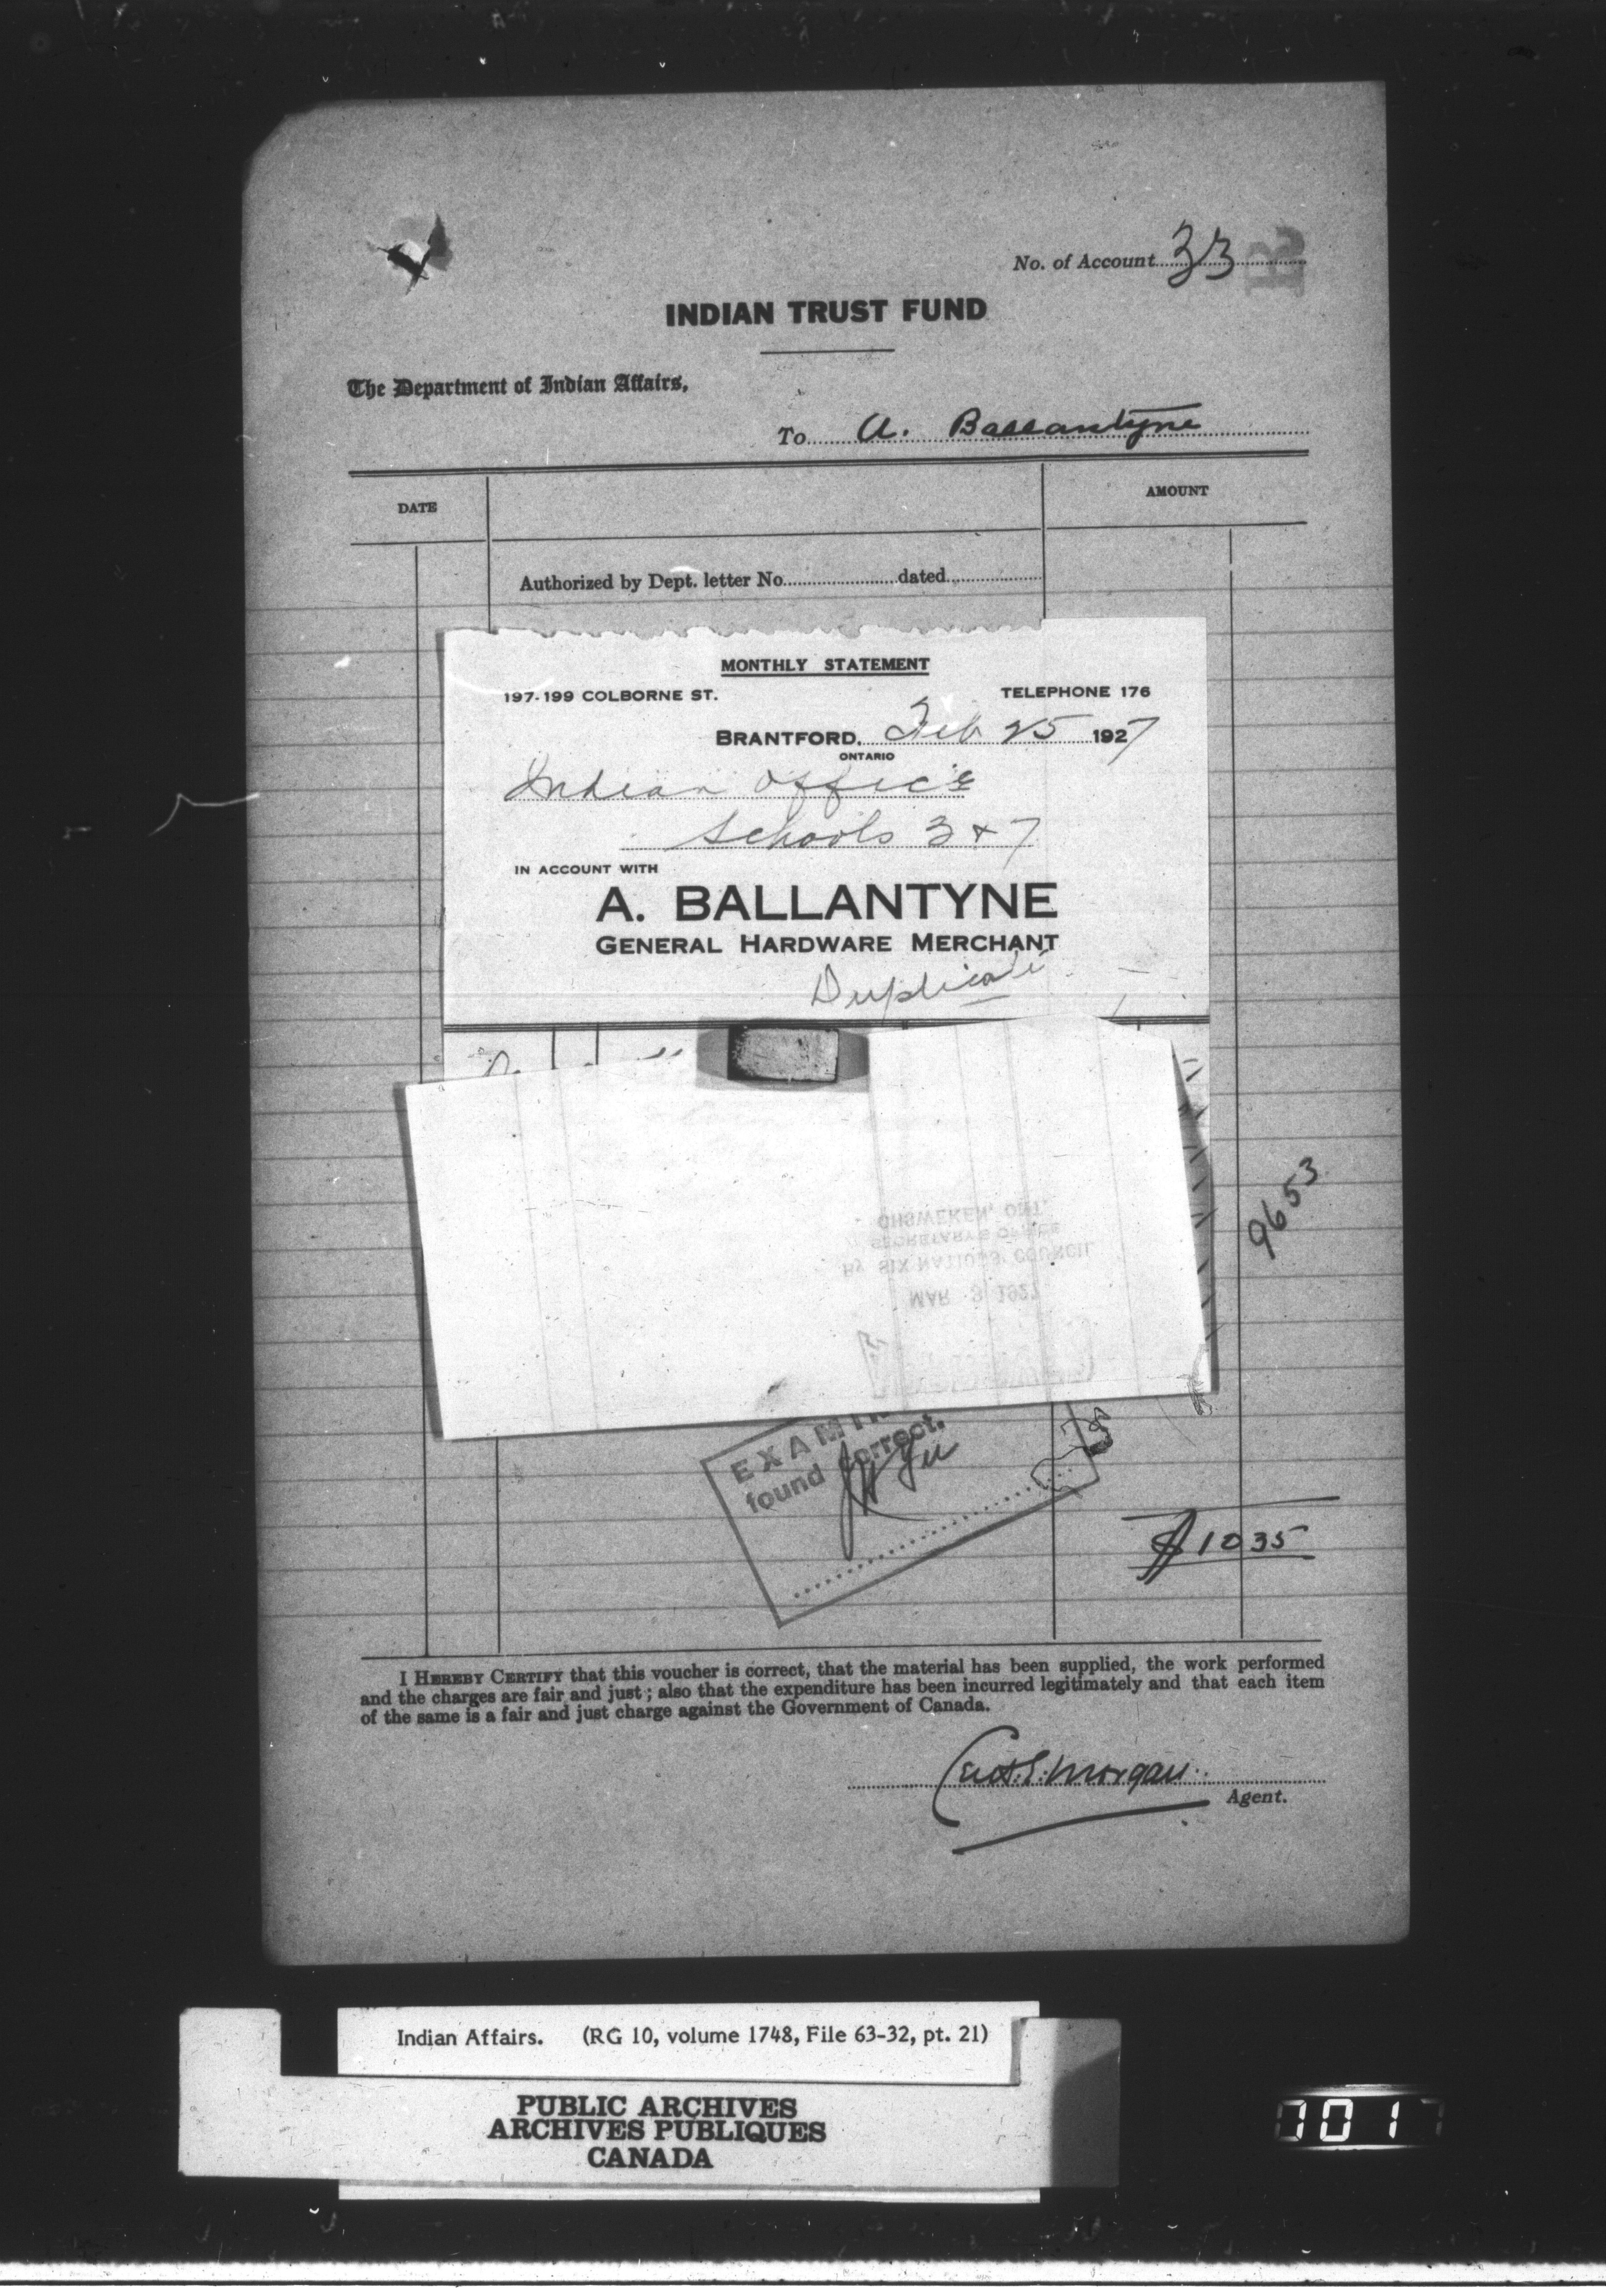 No. of Account 33
INDIAN TRUST FUND
The Department of Indian Affairs,
To A. Ballantyne
DATE
AMOUNT
Authorized by Dept. letter No. dated
MONTHLY STATEMENT
197-199 COLBORNE ST. TELEPHONE 176
BRANTFORD, Feb 25 1927
ONTARIO
Indian Office
Schools 3 & 7
IN ACCOUNT WITH
A. BALLANTYNE
GENERAL HARDWARE MERCHANT
Duplicate
OHSWEKEN, ONT.
SECRETARY'S OFFICE
By SIX NATIONS COUNCIL
MAR 3 1927
9653
found correct.
$10 35
I HEREBY CERTIFY that this voucher is correct, that the material has been supplied, the work performed
and the charges are fair and just; also that the expenditure has been incurred legitimately and that each item
of the same is a fair and just charge against the Government of Canada.
E. Morgan
Agent.
Indian Affairs. (RG 10, volume 1748, File 63-32, pt. 21)
PUBLIC ARCHIVES
ARCHIVES PUBLIQUES
CANADA